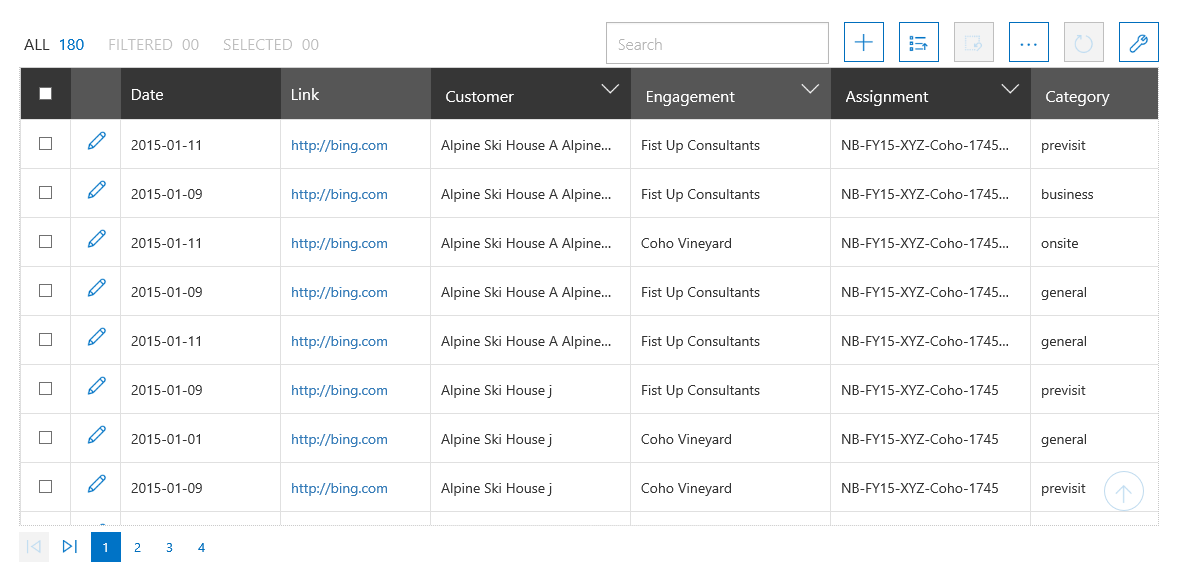 ALL 180 FILTERED 00 SELECTED 00 Search
Date Link Customer Engagement Assignment Category
2015-01-11 http://bing.com Alpine Ski House A Alpine... Fist Up Consultants NB-FY15-XYZ-Coho-1745... previsit
2015-01-09 http://bing.com Alpine Ski House A Alpine... Fist Up Consultants NB-FY15-XYZ-Coho-1745... business
2015-01-11 http://bing.com Alpine Ski House A Alpine... Coho Vineyard NB-FY15-XYZ-Coho-1745... onsite
2015-01-09 http://bing.com Alpine Ski House A Alpine... Fist Up Consultants NB-FY15-XYZ-Coho-1745... general
2015-01-11 http://bing.com Alpine Ski House A Alpine... Fist Up Consultants NB-FY15-XYZ-Coho-1745... general
2015-01-09 http://bing.com Alpine Ski House j Fist Up Consultants NB-FY15-XYZ-Coho-1745 previsit
2015-01-01 http://bing.com Alpine Ski House j Coho Vineyard NB-FY15-XYZ-Coho-1745 general
2015-01-09 http://bing.com Alpine Ski House j Coho Vineyard NB-FY15-XYZ-Coho-1745 previsit
1 2 3 4